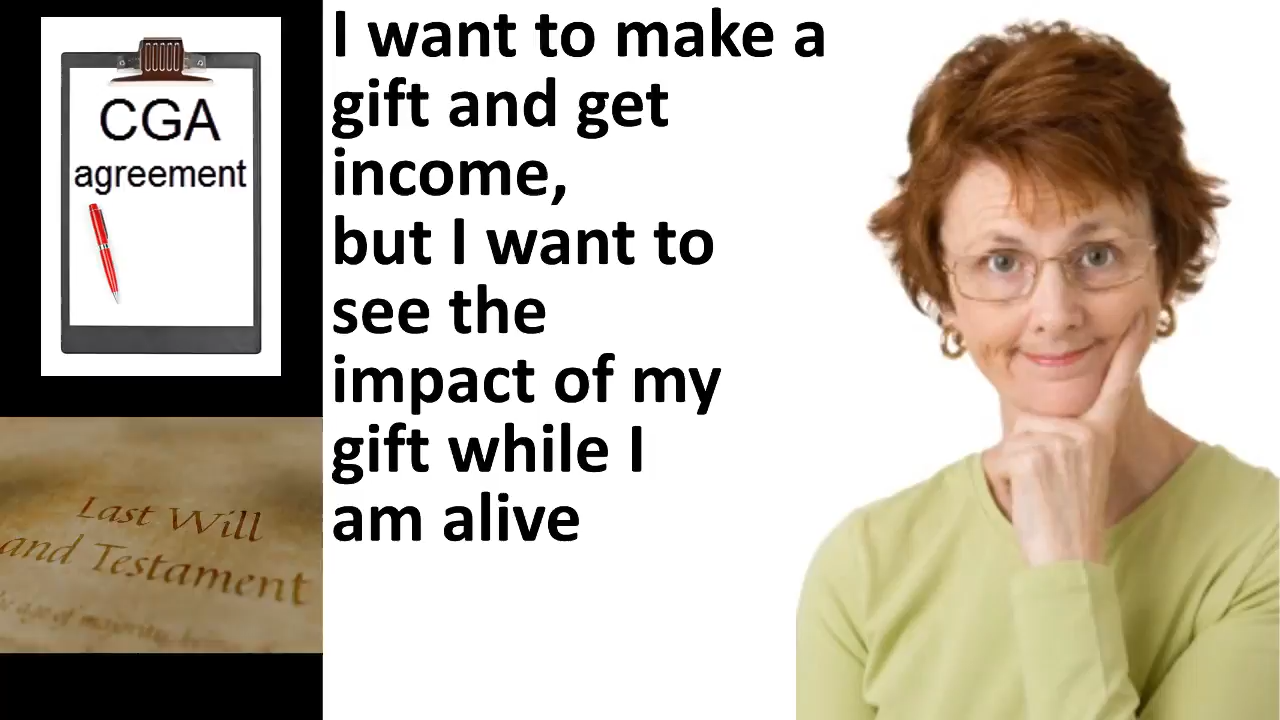 CGA
agreement
Last Will
and Testament
I want to make a
gift and get
income,
but I want to
see the
impact of my
gift while I
am alive